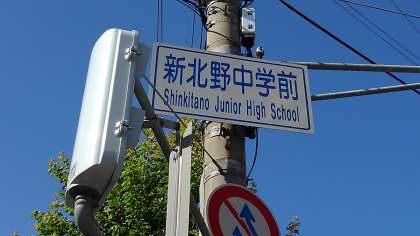 新北野中学前
Shinkitano Junior High School